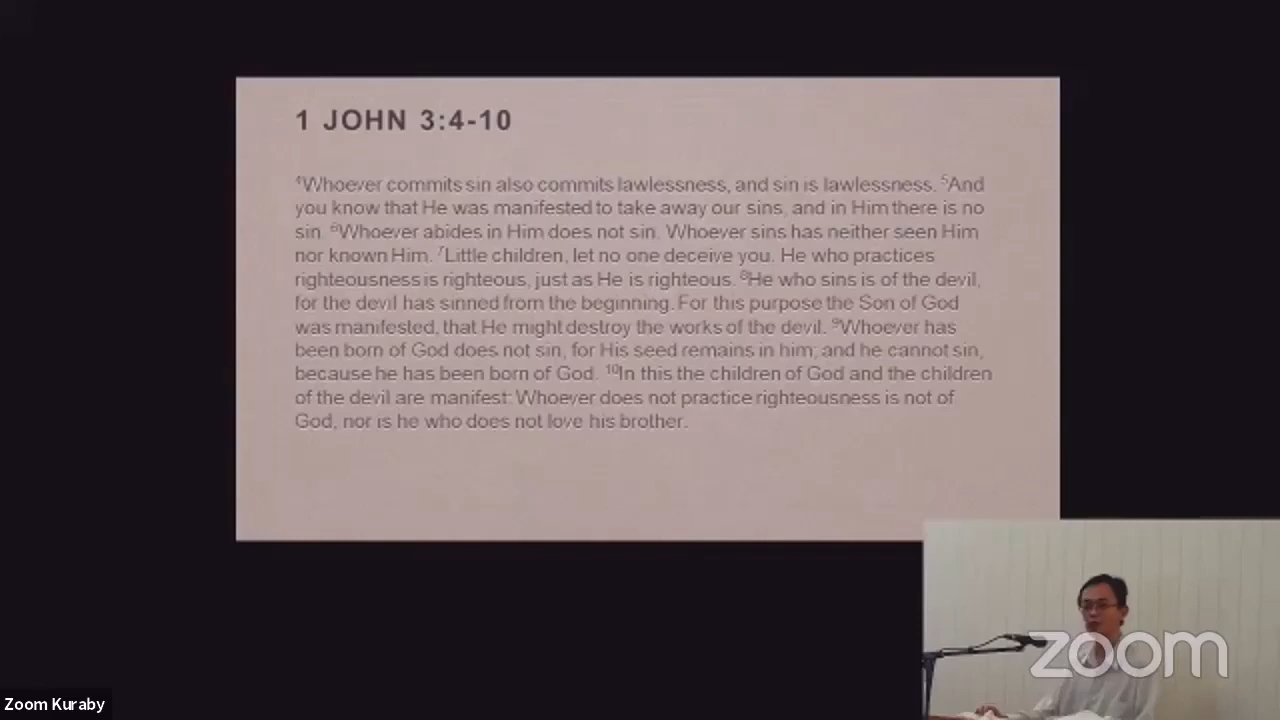 1 JOHN 3:4-10
⁴Whoever commits sin also commits lawlessness, and sin is lawlessness. ⁵And
you know that He was manifested to take away our sins, and in Him there is no
sin. ⁶Whoever abides in Him does not sin. Whoever sins has neither seen Him
nor known Him. ⁷Little children, let no one deceive you. He who practices
righteousness is righteous, just as He is righteous. ⁸He who sins is of the devil,
for the devil has sinned from the beginning. For this purpose the Son of God
was manifested, that He might destroy the works of the devil. ⁹Whoever has
been born of God does not sin, for His seed remains in him; and he cannot sin,
because he has been born of God. ¹⁰In this the children of God and the children
of the devil are manifest: Whoever does not practice righteousness is not of
God, nor is he who does not love his brother.
zoom
Zoom Kuraby